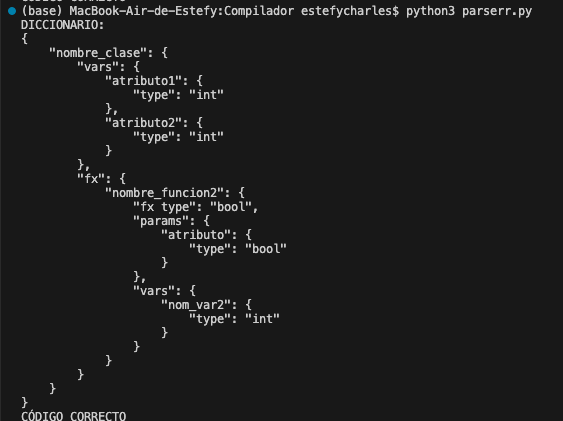 (base) MacBook-Air-de-Estefy:Compilador estefycharles$ python3 parserr.py
DICCIONARIO:
{
    "nombre_clase": {
        "vars": {
            "atributo1": {
                "type": "int"
            },
            "atributo2": {
                "type": "int"
            }
        },
        "fx": {
            "nombre_funcion2": {
                "fx type": "bool",
                "params": {
                    "atributo": {
                        "type": "bool"
                    }
                },
                "vars": {
                    "nom_var2": {
                        "type": "int"
                    }
                }
            }
        }
    }
}
CÓDIGO CORRECTO